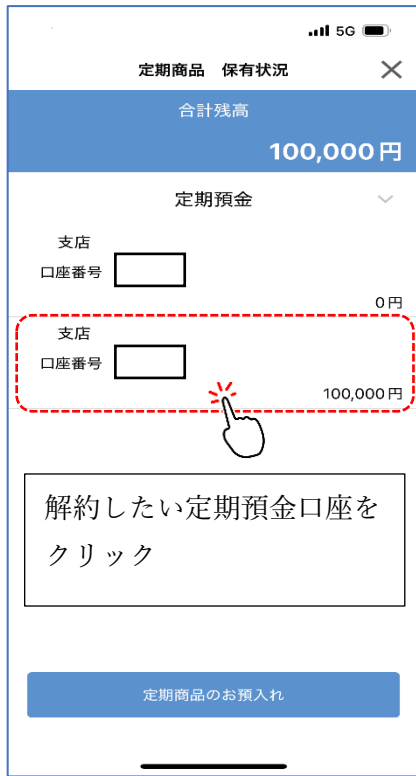 5G
定期商品 保有状況
合計残高
100,000円
定期預金
支店
口座番号
0円
支店
口座番号
100,000円
解約したい定期預金口座を
クリック
定期商品のお預入れ